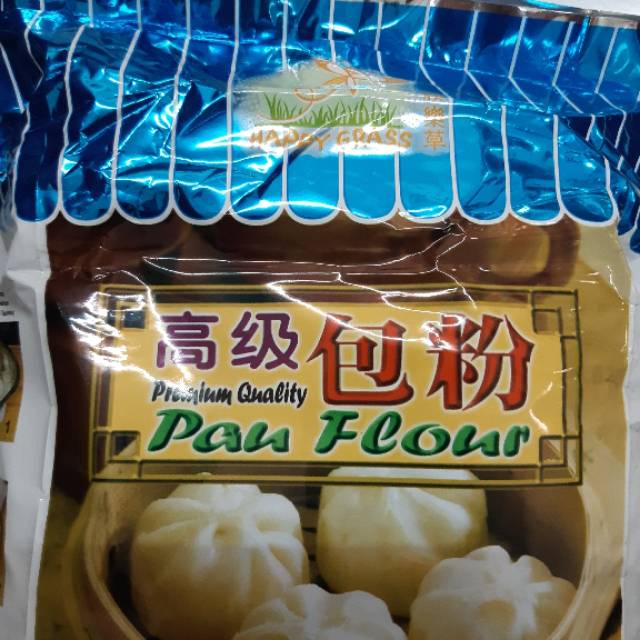 HAPPY GRASS
高级包粉
Premium Quality
Pau Flour